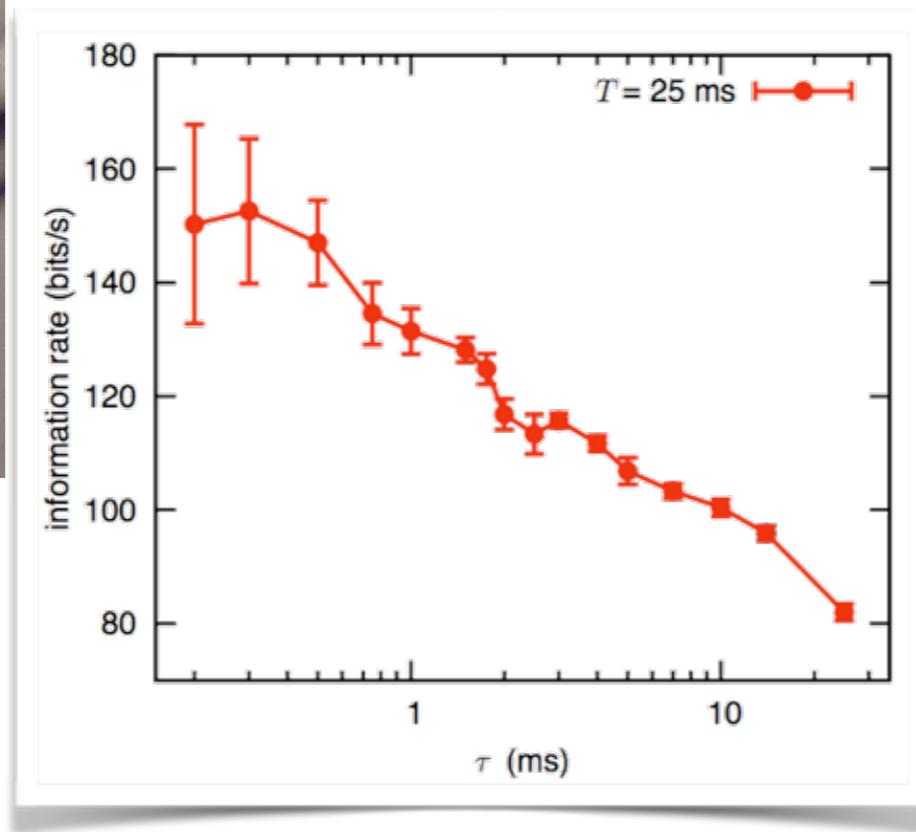 180
160
140
120
100
80
information rate (bits/s)
T = 25 ms
1
10
τ (ms)